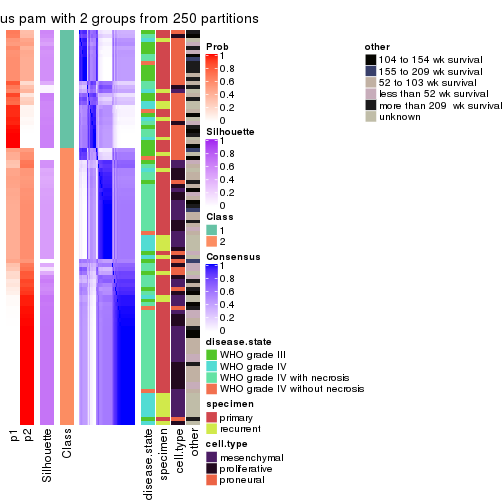 us pam with 2 groups from 250 partitions
Prob
1
0.8
0.6
0.4
0.2
0
Silhouette
1
0.8
0.6
0.4
0.2
0
Class
1
2
Consensus
1
0.8
0.6
0.4
0.2
0
disease.state
WHO grade III
WHO grade IV
WHO grade IV with necrosis
WHO grade IV without necrosis
specimen
primary
recurrent
cell.type
mesenchymal
proliferative
proneural
other
104 to 154 wk survival
155 to 209 wk survival
52 to 103 wk survival
less than 52 wk survival
more than 209  wk survival
unknown
p1
p2
Silhouette
Class
disease.state
specimen
cell.type
other